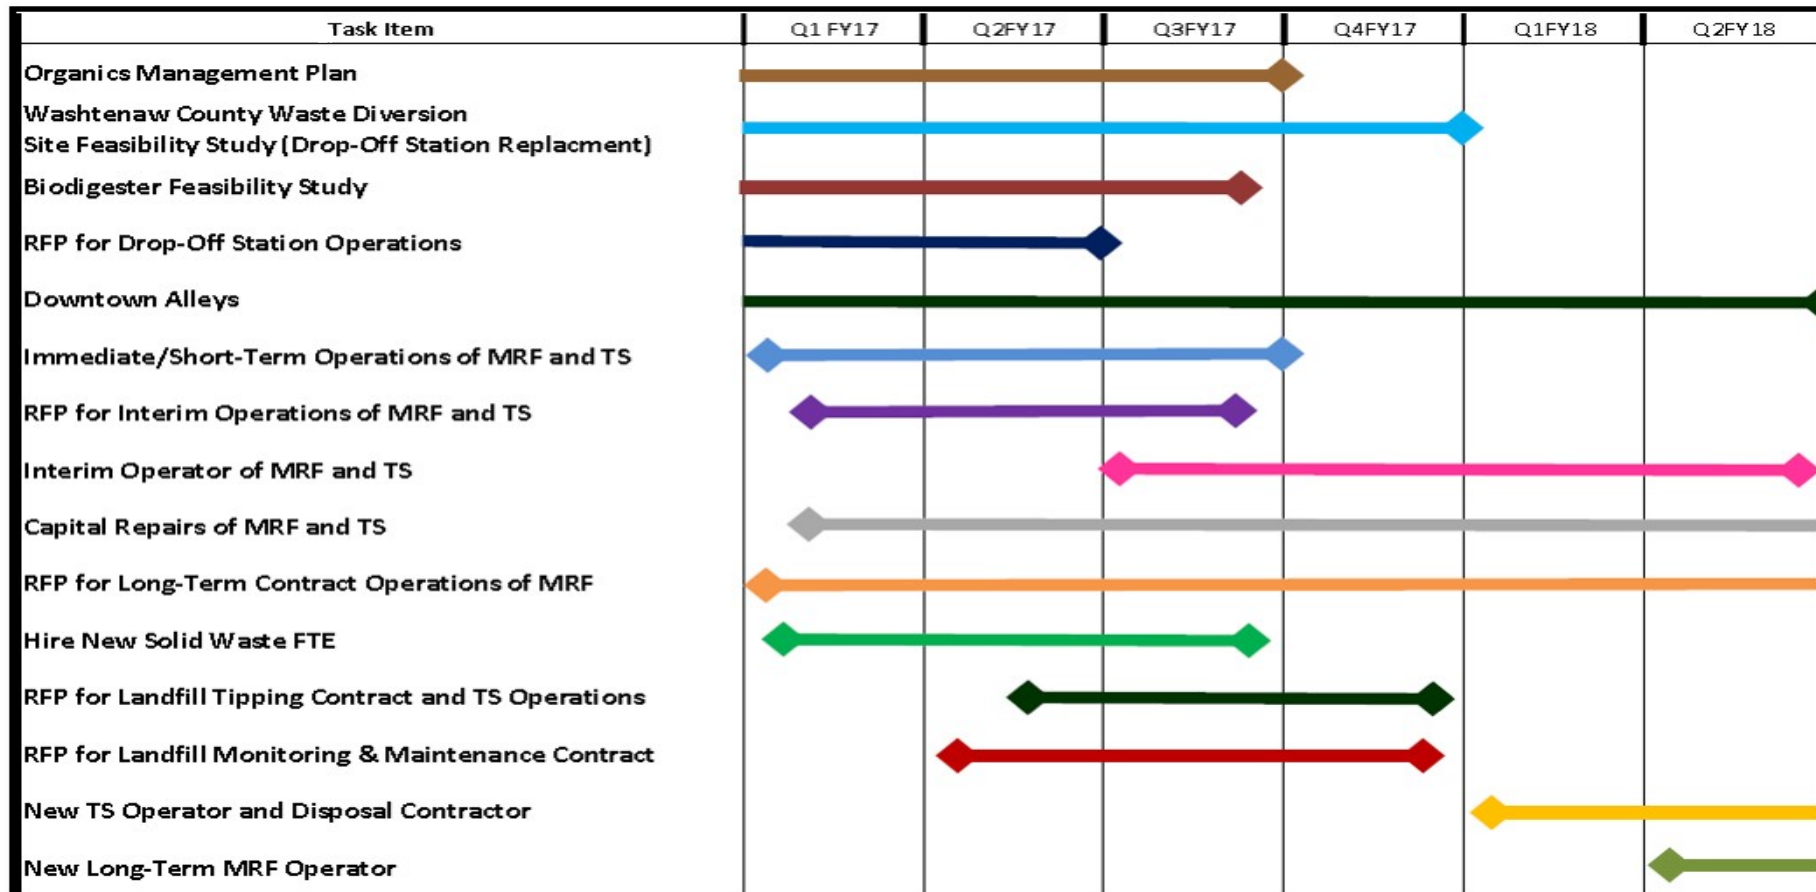 Task Item Q1 FY17 Q2FY17 Q3FY17 Q4FY17 Q1FY18 Q2FY18
Organics Management Plan
Washtenaw County Waste Diversion
Site Feasibility Study (Drop-Off Station Replacment)
Biodigester Feasibility Study
RFP for Drop-Off Station Operations
Downtown Alleys
Immediate/Short-Term Operations of MRF and TS
RFP for Interim Operations of MRF and TS
Interim Operator of MRF and TS
Capital Repairs of MRF and TS
RFP for Long-Term Contract Operations of MRF
Hire New Solid Waste FTE
RFP for Landfill Tipping Contract and TS Operations
RFP for Landfill Monitoring & Maintenance Contract
New TS Operator and Disposal Contractor
New Long-Term MRF Operator